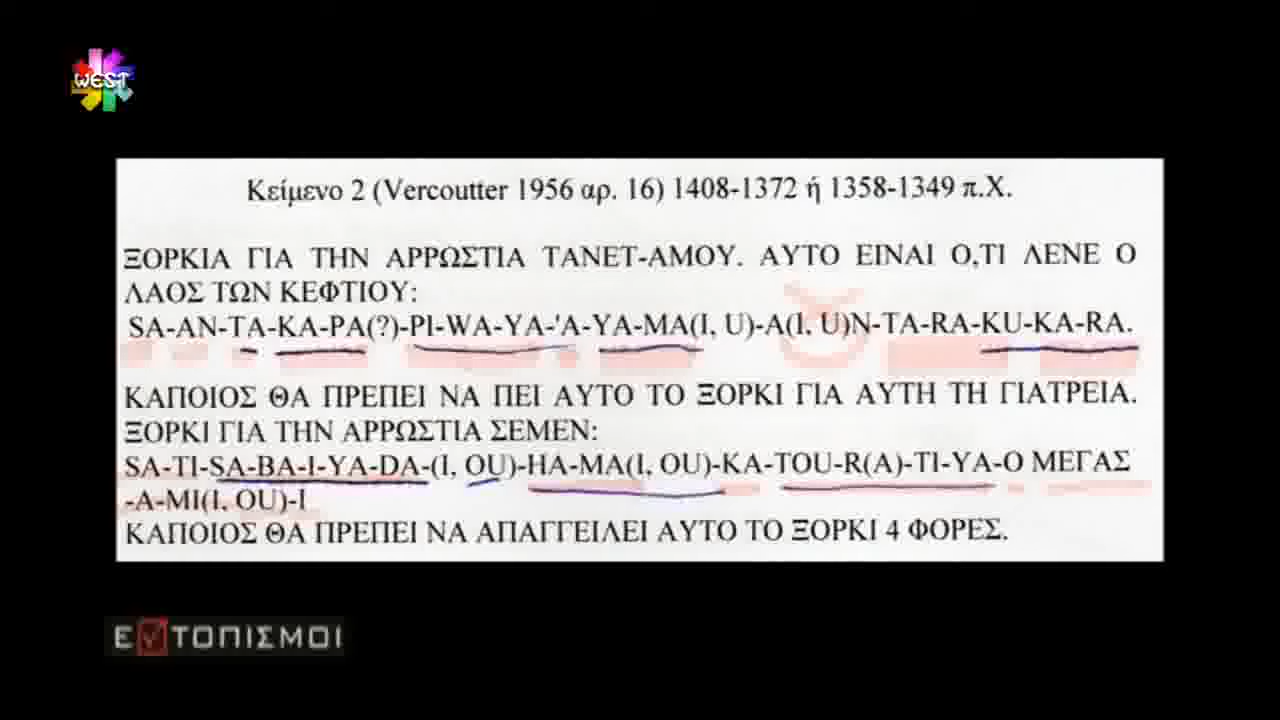 WEST
Κείμενο 2 (Vercoutter 1956 αρ. 16) 1408-1372 ή 1358-1349 π.Χ.
ΞΟΡΚΙΑ ΓΙΑ ΤΗΝ ΑΡΡΩΣΤΙΑ ΤΑΝΕΤ-ΑΜΟΥ. ΑΥΤΟ ΕΙΝΑΙ Ο,ΤΙ ΛΕΝΕ Ο
ΛΑΟΣ ΤΩΝ ΚΕΦΤΙΟΥ:
SA-AN-TA-KA-PA(?)-PI-WA-YA-'A-YA-MA(I, U)-A(I, U)N-TA-RA-KU-KA-RA.
ΚΑΠΟΙΟΣ ΘΑ ΠΡΕΠΕΙ ΝΑ ΠΕΙ ΑΥΤΟ ΤΟ ΞΟΡΚΙ ΓΙΑ ΑΥΤΗ ΤΗ ΓΙΑΤΡΕΙΑ.
ΞΟΡΚΙ ΓΙΑ ΤΗΝ ΑΡΡΩΣΤΙΑ ΣΕΜΕΝ:
SA-TI-SA-BA-I-YA-DA-(I, OU)-HA-MA(I, OU)-KA-TOU-R(A)-TI-YA-Ο ΜΕΓΑΣ
-A-MI(I, OU)-I
ΚΑΠΟΙΟΣ ΘΑ ΠΡΕΠΕΙ ΝΑ ΑΠΑΓΓΕΙΛΕΙ ΑΥΤΟ ΤΟ ΞΟΡΚΙ 4 ΦΟΡΕΣ.
ΕΝΤΟΠΙΣΜΟΙ